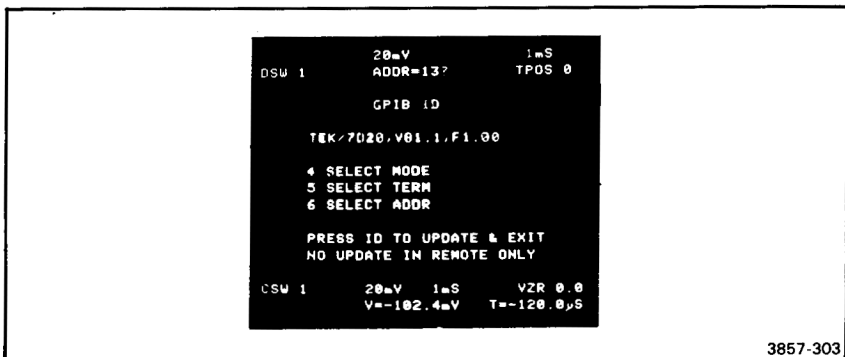 20mV 1mS
DSW 1 ADDR=13? TPOS 0
GPIB ID
TEK/7D20,V81.1,F1.00
4 SELECT MODE
5 SELECT TERM
6 SELECT ADDR
PRESS ID TO UPDATE & EXIT
NO UPDATE IN REMOTE ONLY
CSW 1 20mV 1mS VZR 0.0
V=-102.4mV T=-120.0µS
3857-303